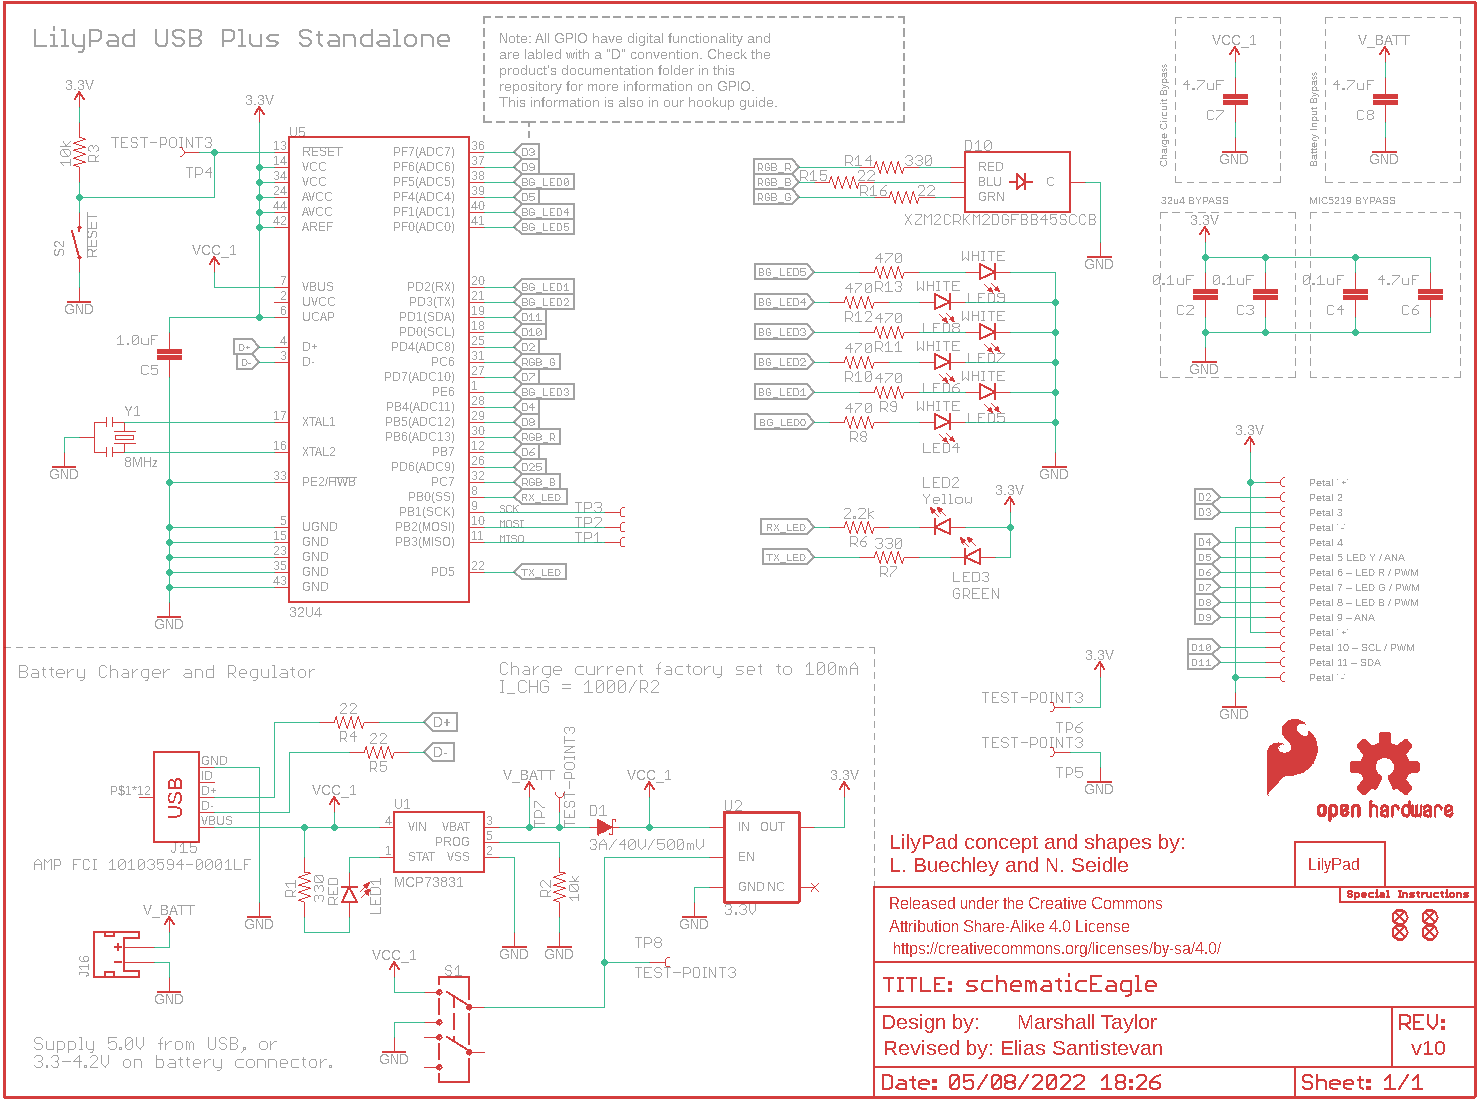 LilyPad USB Plus Standalone
Note: All GPIO have digital functionality and
are labled with a "D" convention. Check the
product's documentation folder in this
repository for more information on GPIO.
This information is also in our hookup guide.
3.3V
10k
R3
TEST-POINT3
TP4
S2
RESET
GND
3.3V
VCC_1
1.0uF
C5
D+
D-
Y1
8MHz
GND
GND
U5
13 RESET
14 VCC
34 VCC
24 AVCC
44 AVCC
42 AREF
7 VBUS
2 UVCC
6 UCAP
4 D+
3 D-
17 XTAL1
16 XTAL2
33 PE2/HWB
5 UGND
15 GND
23 GND
35 GND
43 GND
32U4
PF7(ADC7) 36 D3
PF6(ADC6) 37 D9
PF5(ADC5) 38 BG_LED0
PF4(ADC4) 39 D5
PF1(ADC1) 40 BG_LED4
PF0(ADC0) 41 BG_LED5
PD2(RX) 20 BG_LED1
PD3(TX) 21 BG_LED2
PD1(SDA) 19 D11
PD0(SCL) 18 D10
PD4(ADC8) 25 D2
PC6 31 RGB_G
PD7(ADC10) 27 D7
PE6 1 BG_LED3
PB4(ADC11) 28 D4
PB5(ADC12) 29 D8
PB6(ADC13) 30 RGB_R
PB7 12 D6
PD6(ADC9) 26 D25
PC7 32 RGB_B
PB0(SS) 8 RX_LED
PB1(SCK) 9 SCK TP3
PB2(MOSI) 10 MOSI TP2
PB3(MISO) 11 MISO TP1
PD5 22 TX_LED
D10
RGB_R R14 330 RED
RGB_B R15 22 BLU C
RGB_G R16 22 GRN
XZM2CRKM2DGFBB45SCCB
GND
BG_LED5 470 R13 WHITE LED9
BG_LED4 470 R12 WHITE LED8
BG_LED3 470 R11 WHITE LED7
BG_LED2 470 R10 WHITE LED6
BG_LED1 470 R9 WHITE LED5
BG_LED0 470 R8 WHITE LED4
GND
LED2
Yellow
3.3V
RX_LED 2.2k R6
TX_LED 330 R7
LED3
GREEN
Charge Circuit Bypass
VCC_1
4.7uF
C7
GND
Battery Input Bypass
V_BATT
4.7uF
C8
GND
32u4 BYPASS
3.3V
0.1uF
C2
0.1uF
C3
GND
MIC5219 BYPASS
0.1uF
C4
4.7uF
C6
3.3V
Petal '+'
D2 Petal 2
D3 Petal 3
Petal '-'
D4 Petal 4
D5 Petal 5 LED Y / ANA
D6 Petal 6 – LED R / PWM
D7 Petal 7 – LED G / PWM
D8 Petal 8 – LED B / PWM
D9 Petal 9 – ANA
Petal '+'
D10 Petal 10 – SCL / PWM
D11 Petal 11 – SDA
Petal '-'
GND
3.3V
TEST-POINT3
TP6
TEST-POINT3
TP5
GND
open hardware
Battery Charger and Regulator
Charge current factory set to 100mA
I_CHG = 1000/R2
22
R4
D+
22
R5
D-
P$1*12
USB
GND
ID
D+
D-
VBUS
J15
AMP FCI 10103594-0001LF
GND
V_BATT
J16
+
-
GND
VCC_1
R1
330
RED
LED1
U1
4 VIN
1 STAT
VBAT 3
PROG 5
VSS 2
MCP73831
V_BATT
TP7
TEST-POINT3
GND
R2
10k
GND
D1
3A/40V/500mV
VCC_1
U2
IN OUT
EN
GND NC
3.3V
3.3V
GND
TP8
TEST-POINT3
VCC_1
S1
GND
Supply 5.0V from USB, or
3.3-4.2V on battery connector.
LilyPad concept and shapes by:
L. Buechley and N. Seidle
LilyPad
Released under the Creative Commons
Attribution Share-Alike 4.0 License
https://creativecommons.org/licenses/by-sa/4.0/
Special Instructions
TITLE: schematicEagle
Design by: Marshall Taylor
Revised by: Elias Santistevan
REV:
v10
Date: 05/08/2022 18:26
Sheet: 1/1